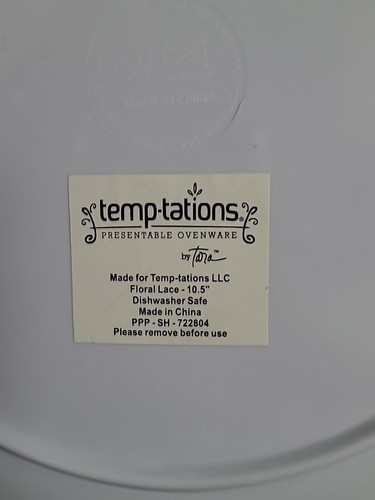 temp-tations®
PRESENTABLE OVENWARE
by Tara™
Made for Temp-tations LLC
Floral Lace - 10.5"
Dishwasher Safe
Made in China
PPP - SH - 722804
Please remove before use